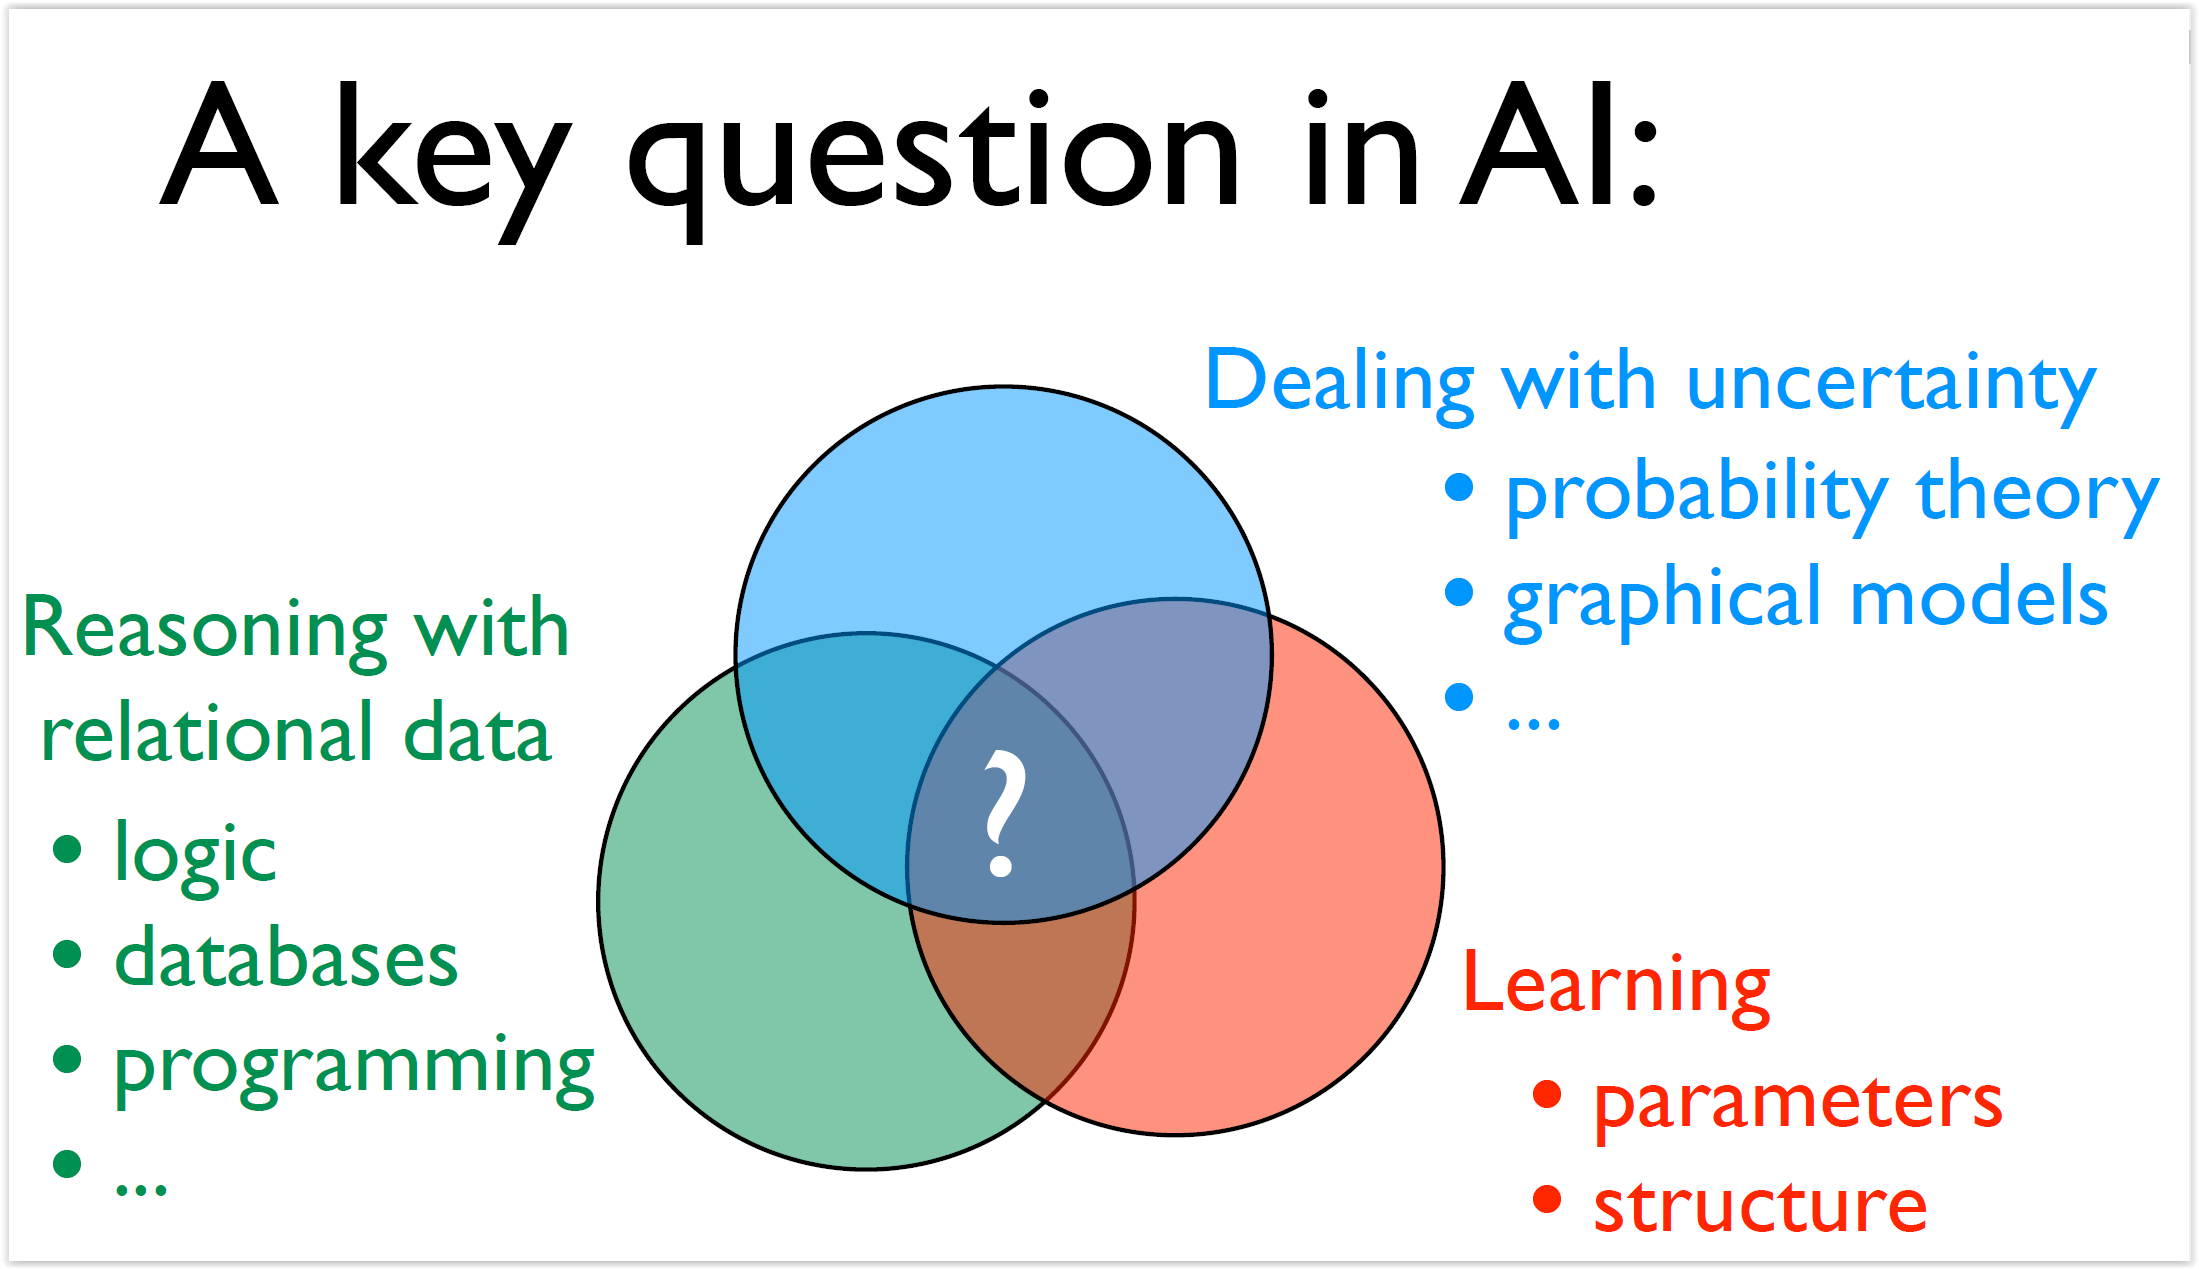 A key question in AI:
Dealing with uncertainty
• probability theory
• graphical models
• ...
Reasoning with
relational data
• logic
• databases
• programming
• ...
?
Learning
• parameters
• structure